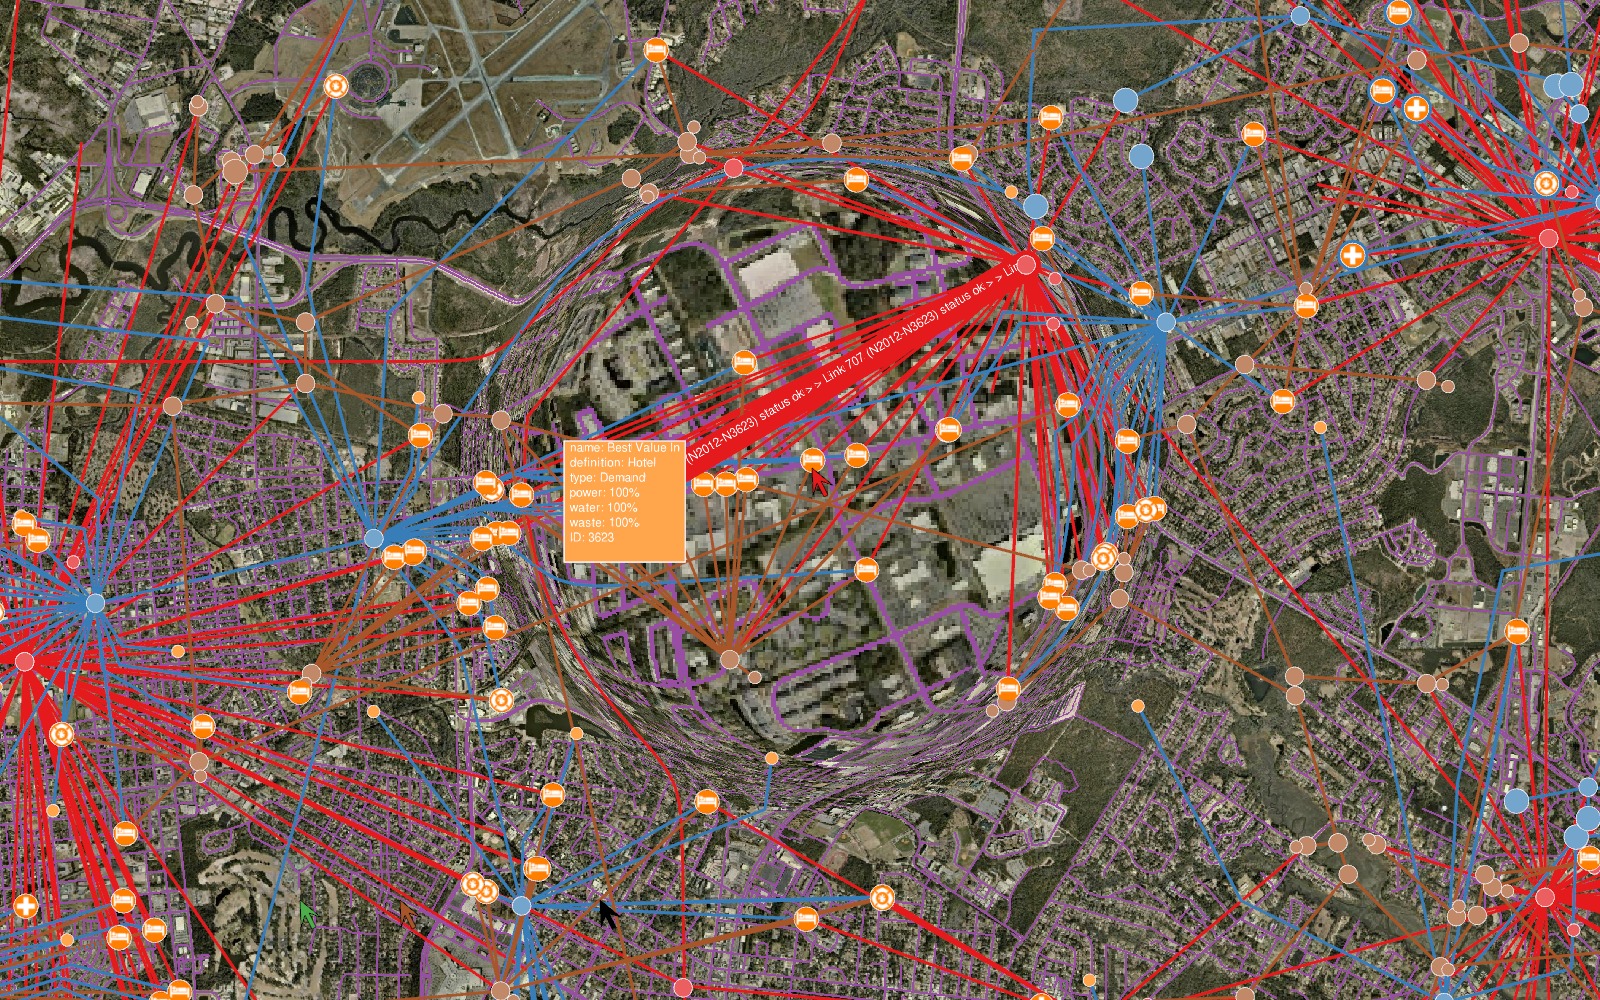 (N2012-N3623) status ok > > Link 707 (N2012-N3623) status ok > > Link
name: Best Value In
definition: Hotel
type: Demand
power: 100%
water: 100%
waste: 100%
ID: 3623